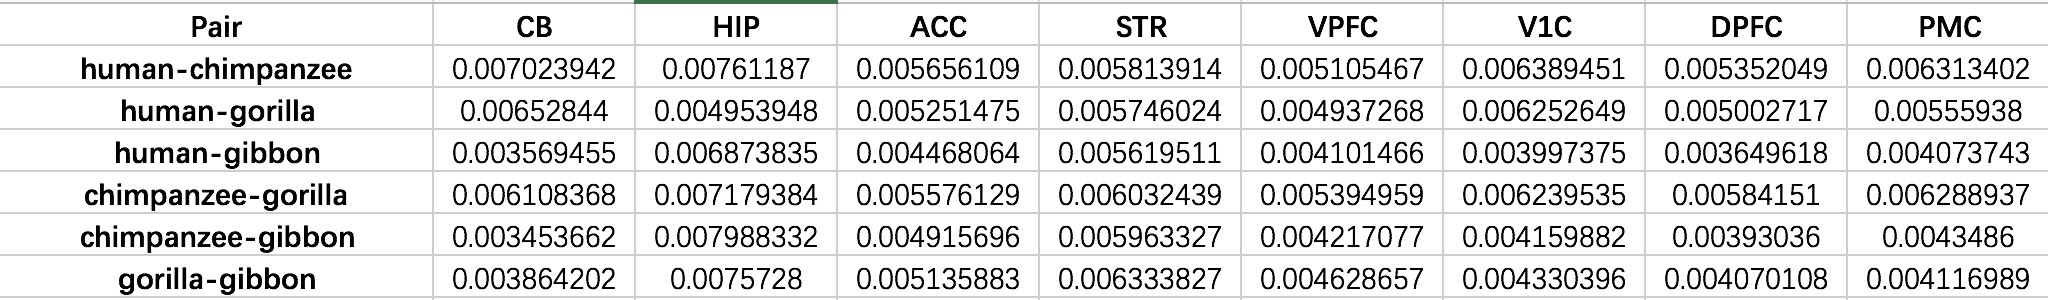 Pair CB HIP ACC STR VPFC V1C DPFC PMC
human-chimpanzee 0.007023942 0.00761187 0.005656109 0.005813914 0.005105467 0.006389451 0.005352049 0.006313402
human-gorilla 0.00652844 0.004953948 0.005251475 0.005746024 0.004937268 0.006252649 0.005002717 0.00555938
human-gibbon 0.003569455 0.006873835 0.004468064 0.005619511 0.004101466 0.003997375 0.003649618 0.004073743
chimpanzee-gorilla 0.006108368 0.007179384 0.005576129 0.006032439 0.005394959 0.006239535 0.00584151 0.006288937
chimpanzee-gibbon 0.003453662 0.007988332 0.004915696 0.005963327 0.004217077 0.004159882 0.00393036 0.0043486
gorilla-gibbon 0.003864202 0.0075728 0.005135883 0.006333827 0.004628657 0.004330396 0.004070108 0.004116989